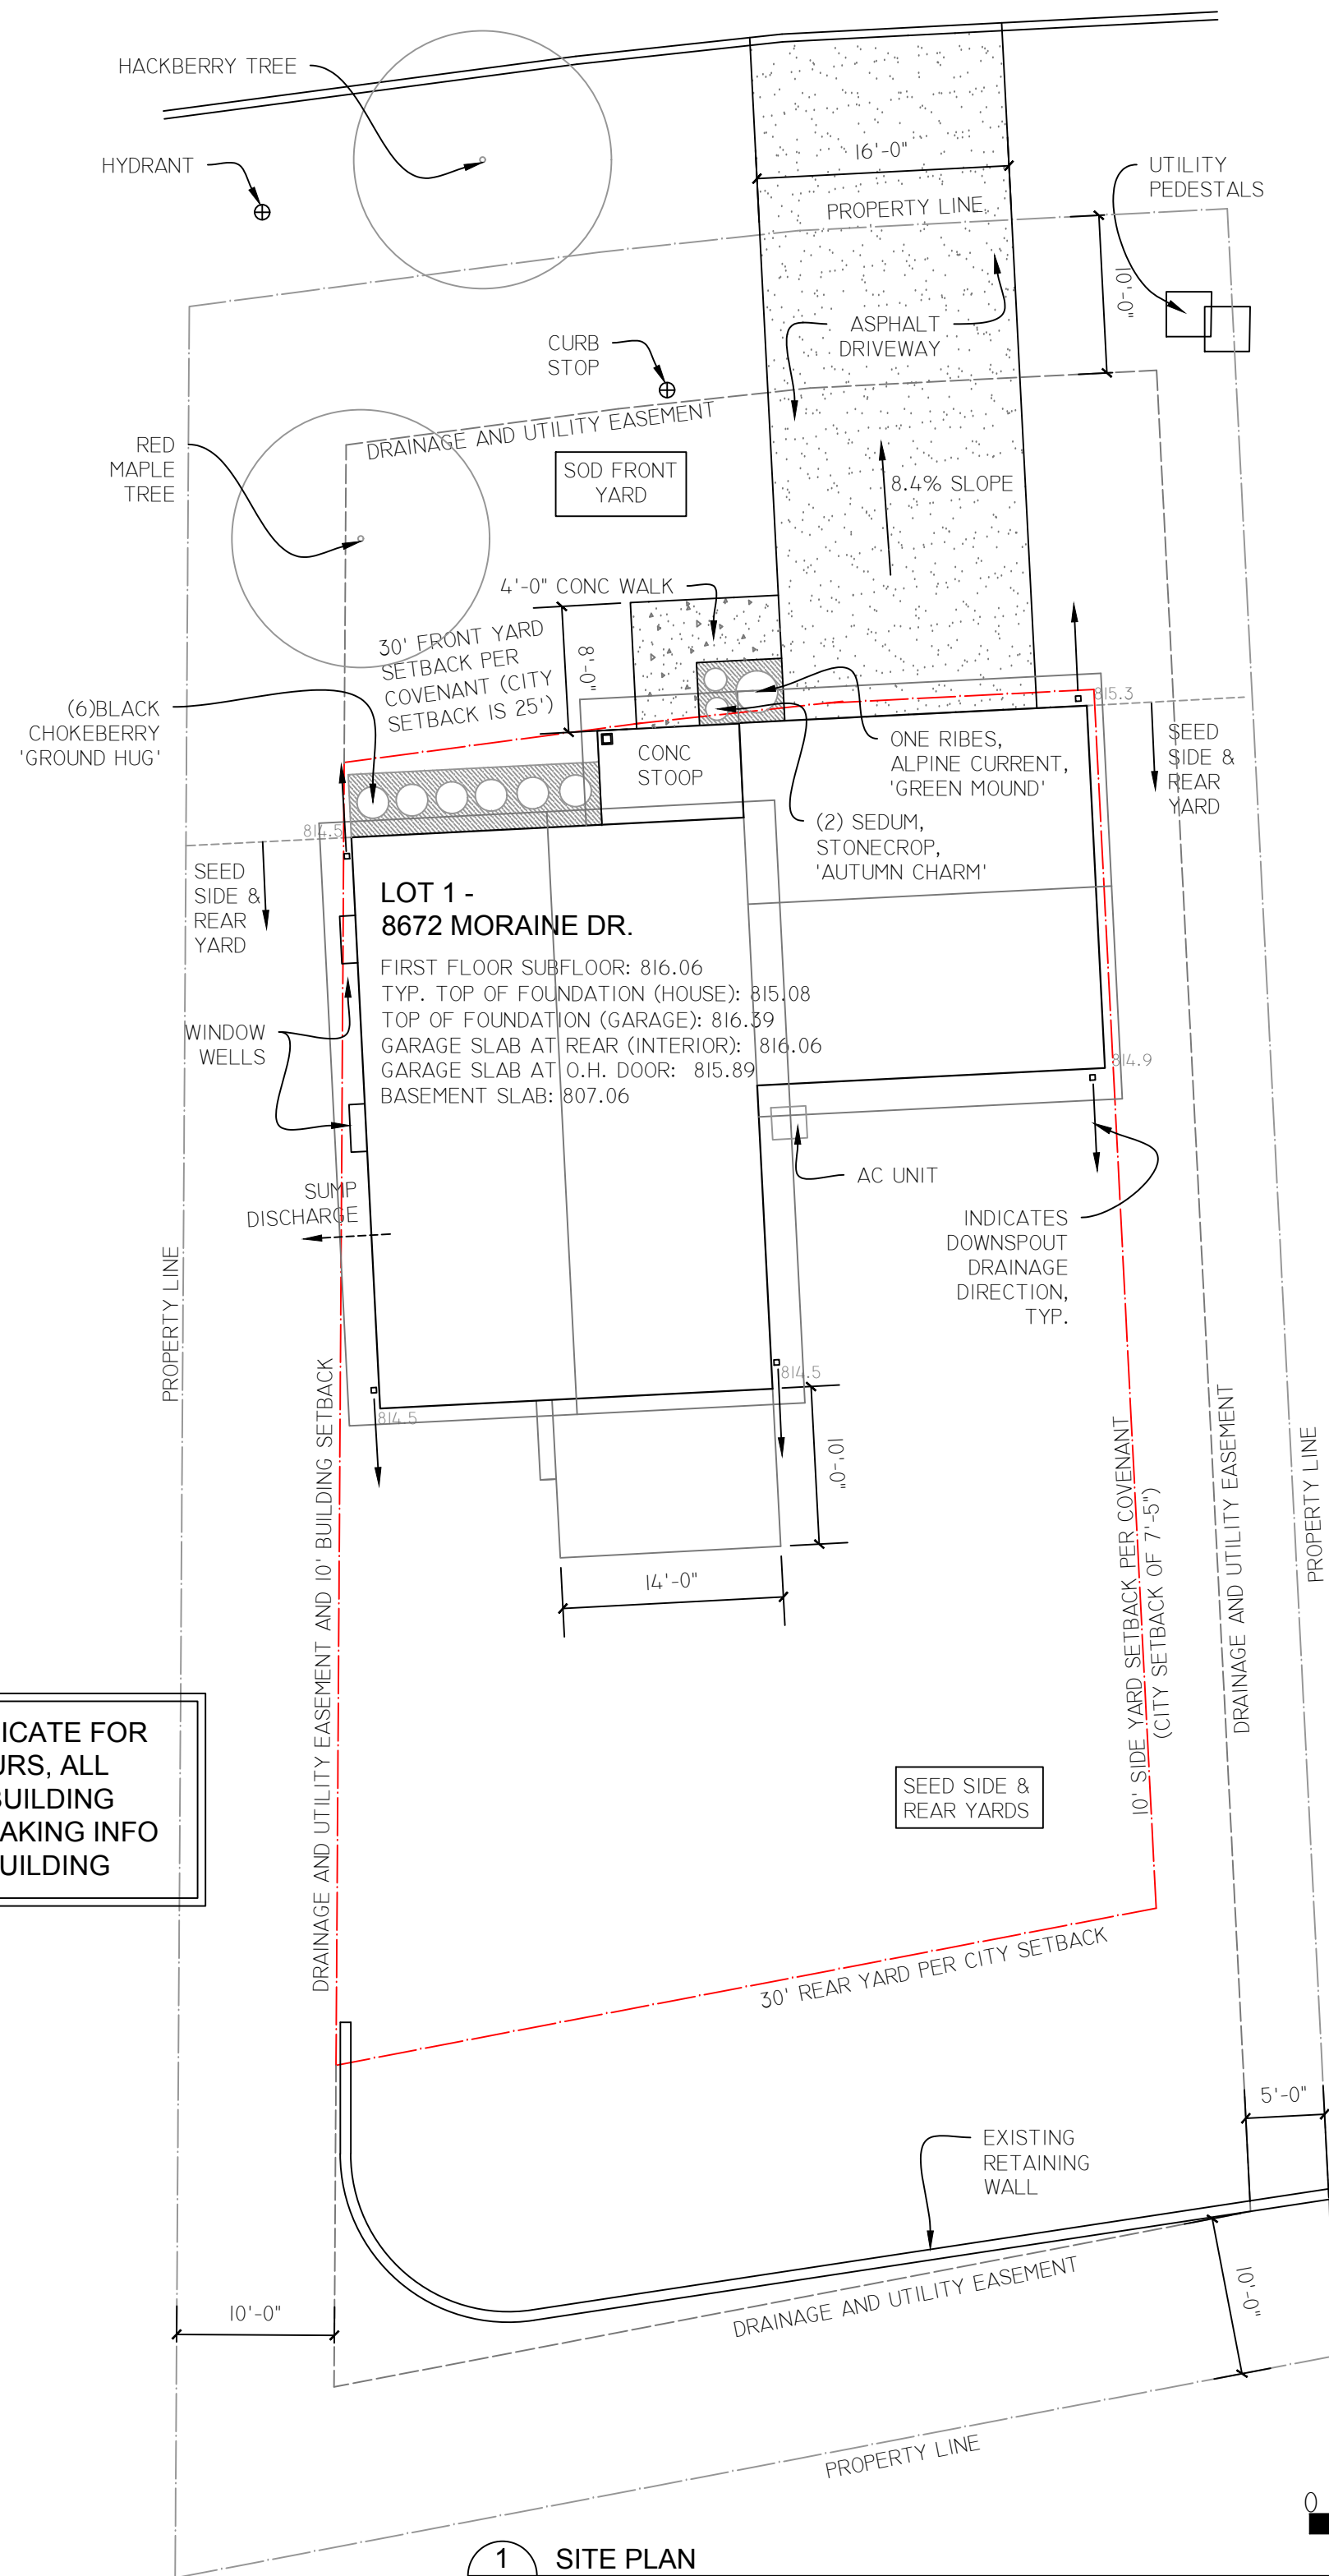 HACKBERRY TREE
HYDRANT
16'-0"
UTILITY
PEDESTALS
PROPERTY LINE
10'-0"
ASPHALT
DRIVEWAY
CURB
STOP
DRAINAGE AND UTILITY EASEMENT
RED
MAPLE
TREE
SOD FRONT
YARD
8.4% SLOPE
4'-0" CONC WALK
30' FRONT YARD
SETBACK PER
COVENANT (CITY
SETBACK IS 25')
8'-0"
(6)BLACK
CHOKEBERRY
'GROUND HUG'
815.3
CONC
STOOP
ONE RIBES,
ALPINE CURRENT,
'GREEN MOUND'
SEED
SIDE &
REAR
YARD
(2) SEDUM,
STONECROP,
'AUTUMN CHARM'
814.5
SEED
SIDE &
REAR
YARD
LOT 1 -
8672 MORAINE DR.
FIRST FLOOR SUBFLOOR: 816.06
TYP. TOP OF FOUNDATION (HOUSE): 815.08
TOP OF FOUNDATION (GARAGE): 816.39
GARAGE SLAB AT REAR (INTERIOR): 816.06
GARAGE SLAB AT O.H. DOOR: 815.89
BASEMENT SLAB: 807.06
WINDOW
WELLS
814.9
AC UNIT
SUMP
DISCHARGE
INDICATES
DOWNSPOUT
DRAINAGE
DIRECTION,
TYP.
PROPERTY LINE
814.5
814.5
10'-0"
14'-0"
DRAINAGE AND UTILITY EASEMENT AND 10' BUILDING SETBACK
10' SIDE YARD SETBACK PER COVENANT
(CITY SETBACK OF 7'-5")
DRAINAGE AND UTILITY EASEMENT
PROPERTY LINE
ICATE FOR
URS, ALL
BUILDING
AKING INFO
UILDING
SEED SIDE &
REAR YARDS
30' REAR YARD PER CITY SETBACK
5'-0"
EXISTING
RETAINING
WALL
10'-0"
DRAINAGE AND UTILITY EASEMENT
10'-0"
PROPERTY LINE
0
1 SITE PLAN